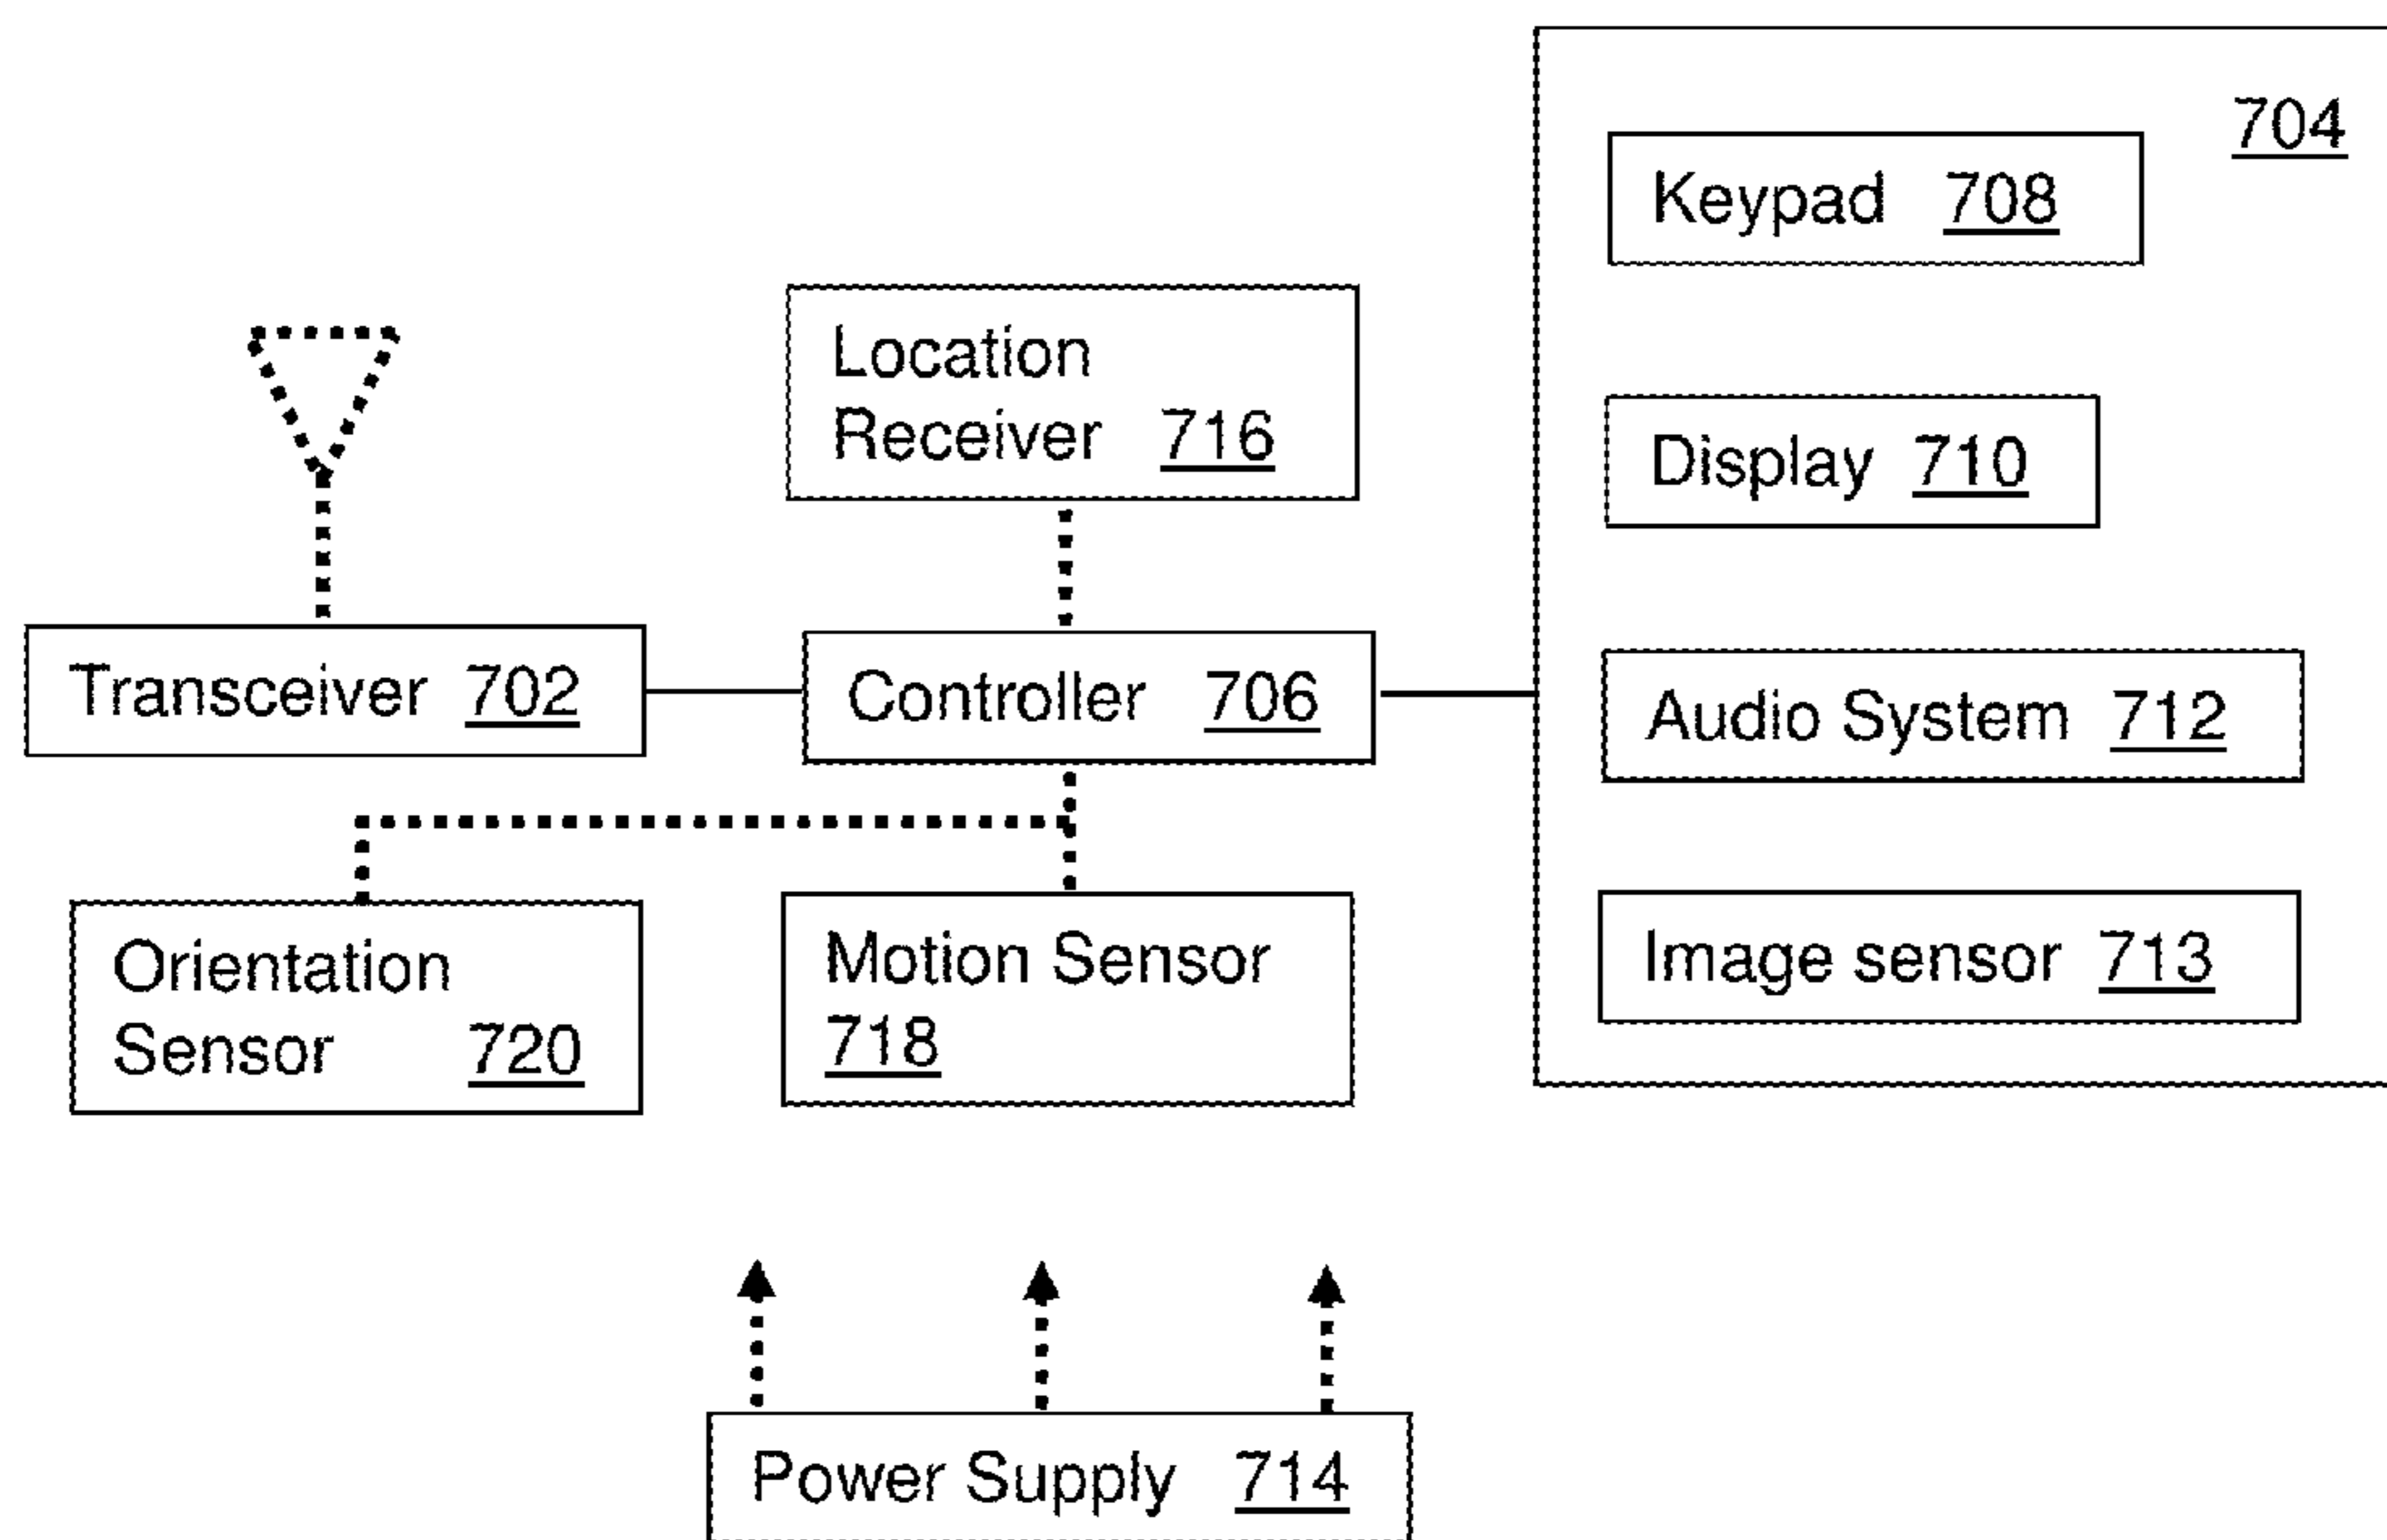 704
Keypad 708
Location
Receiver 716
Display 710
Transceiver 702
Controller 706
Audio System 712
Orientation
Sensor 720
Motion Sensor
718
Image sensor 713
Power Supply 714